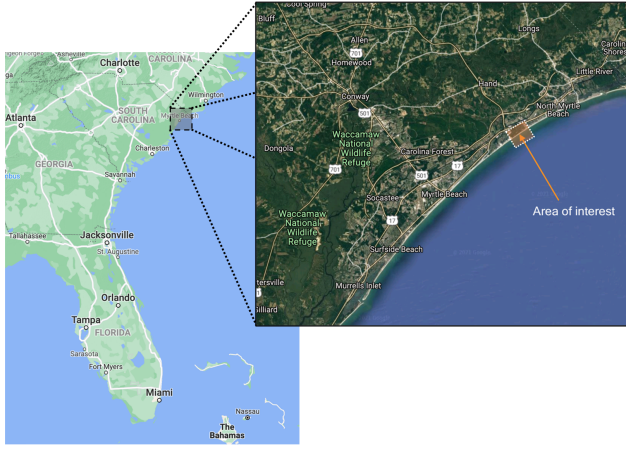 Asheville
Charlotte
CAROLINA
Wilmington
Myrtle Beach
SOUTH
CAROLINA
Atlanta
Charleston
GEORGIA
Savannah
Tallahassee
Jacksonville
St. Augustine
Orlando
Tampa
FLORIDA
Sarasota
Fort Myers
Miami
Nassau
The
Bahamas
Cool Spring
Bluff
Longs
Allen
701
Homewood
Carolina
Shores
Little River
Hand
Conway
501
North Myrtle
Beach
Waccamaw
National
Wildlife
Refuge
Dongola
Carolina Forest
701
501
17
Socastee
Myrtle Beach
Area of interest
Waccamaw
National
Wildlife
Refuge
17
Surfside Beach
Murrells Inlet
tersville
illiard